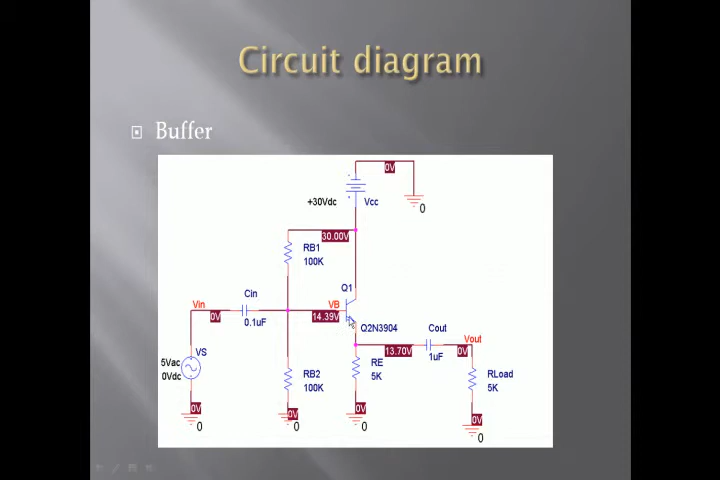 Circuit diagram
Buffer
0V
+30Vdc
Vcc
0
30.00V
RB1
100K
Q1
Cin
Vin
0V
0.1uF
VB
14.39V
Q2N3904
Cout
Vout
13.70V
1uF
0V
VS
5Vac
0Vdc
RB2
100K
RE
5K
RLoad
5K
0V
0
0V
0
0V
0
0V
0